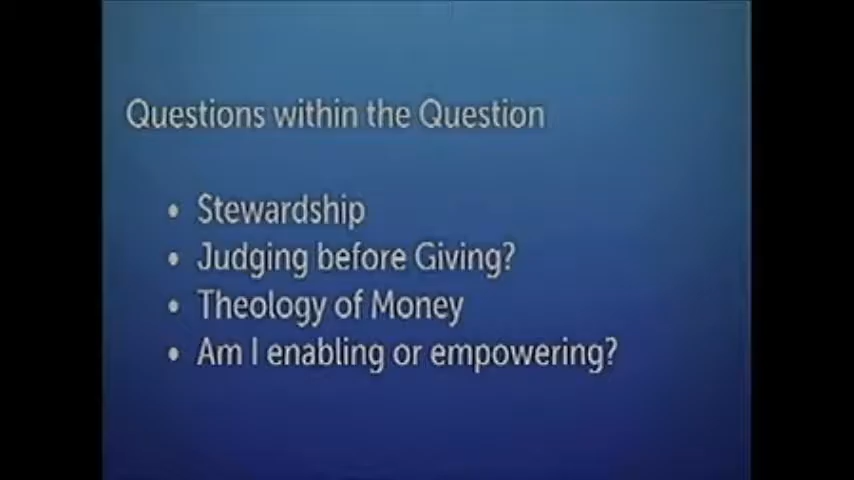 Questions within the Question
• Stewardship
• Judging before Giving?
• Theology of Money
• Am I enabling or empowering?